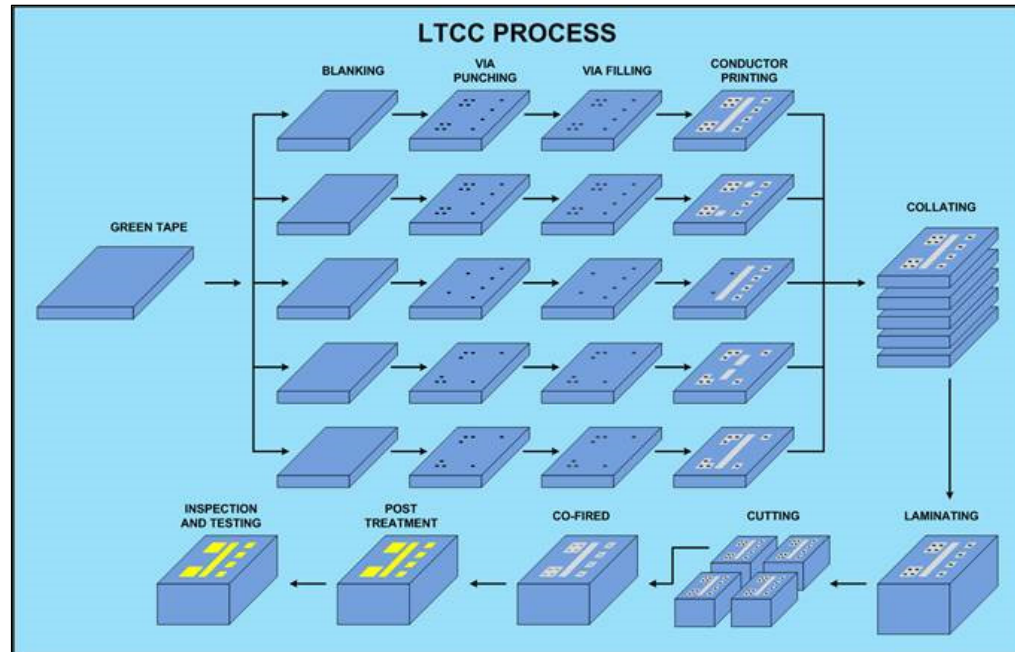 LTCC PROCESS
BLANKING
VIA
PUNCHING
VIA FILLING
CONDUCTOR
PRINTING
GREEN TAPE
COLLATING
INSPECTION
AND TESTING
POST
TREATMENT
CO-FIRED
CUTTING
LAMINATING